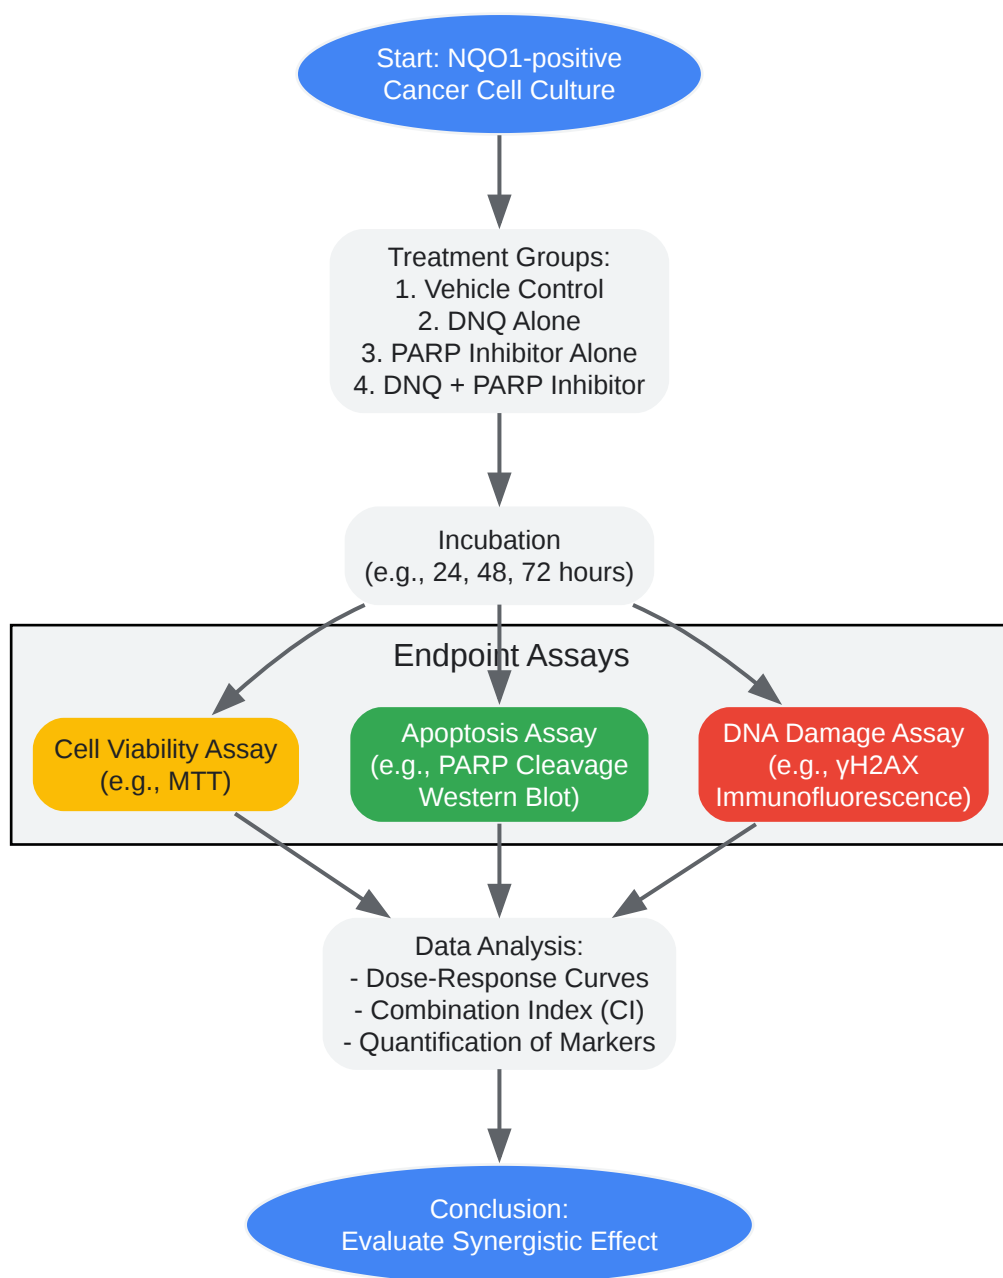 Start: NQO1-positive
Cancer Cell Culture
Treatment Groups:
1. Vehicle Control
2. DNQ Alone
3. PARP Inhibitor Alone
4. DNQ + PARP Inhibitor
Incubation
(e.g., 24, 48, 72 hours)
Endpoint Assays
Cell Viability Assay
(e.g., MTT)
Apoptosis Assay
(e.g., PARP Cleavage
Western Blot)
DNA Damage Assay
(e.g., γH2AX
Immunofluorescence)
Data Analysis:
- Dose-Response Curves
- Combination Index (CI)
- Quantification of Markers
Conclusion:
Evaluate Synergistic Effect